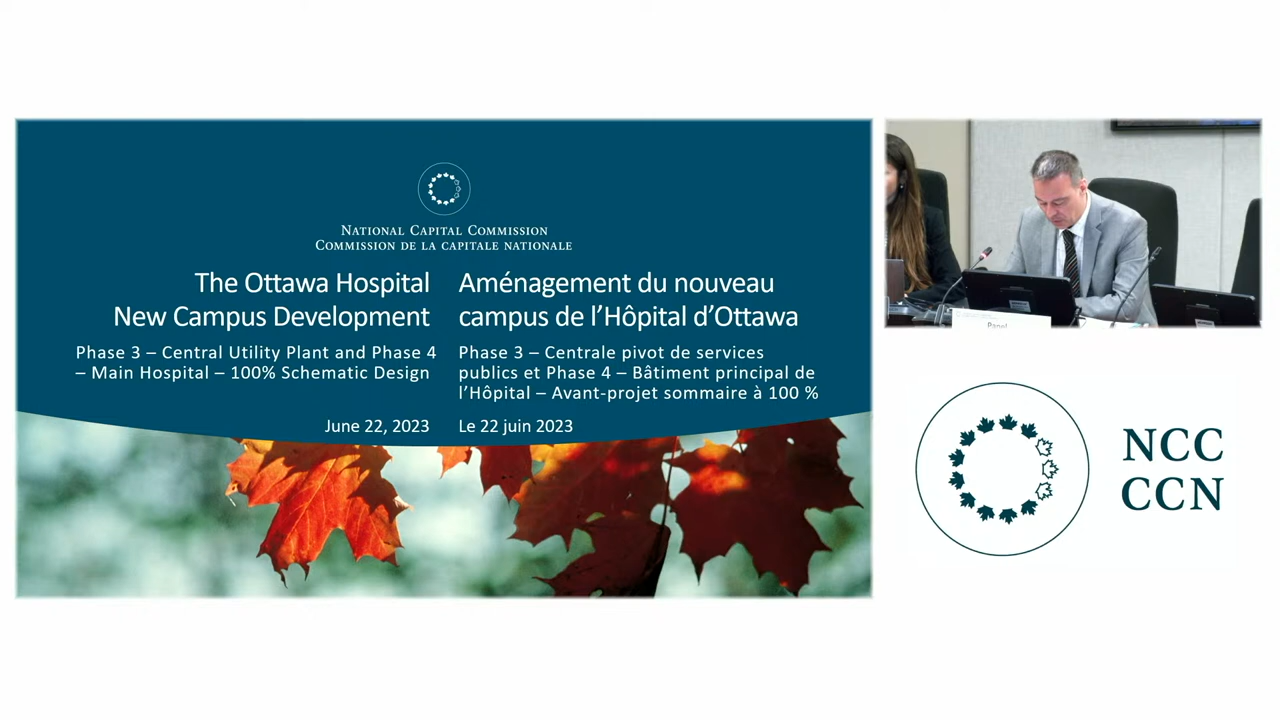 NATIONAL CAPITAL COMMISSION
COMMISSION DE LA CAPITALE NATIONALE
The Ottawa Hospital
New Campus Development
Phase 3 – Central Utility Plant and Phase 4
– Main Hospital – 100% Schematic Design
June 22, 2023
Aménagement du nouveau
campus de l'Hôpital d'Ottawa
Phase 3 – Centrale pivot de services
publics et Phase 4 – Bâtiment principal de
l'Hôpital – Avant-projet sommaire à 100 %
Le 22 juin 2023
NCC
CCN